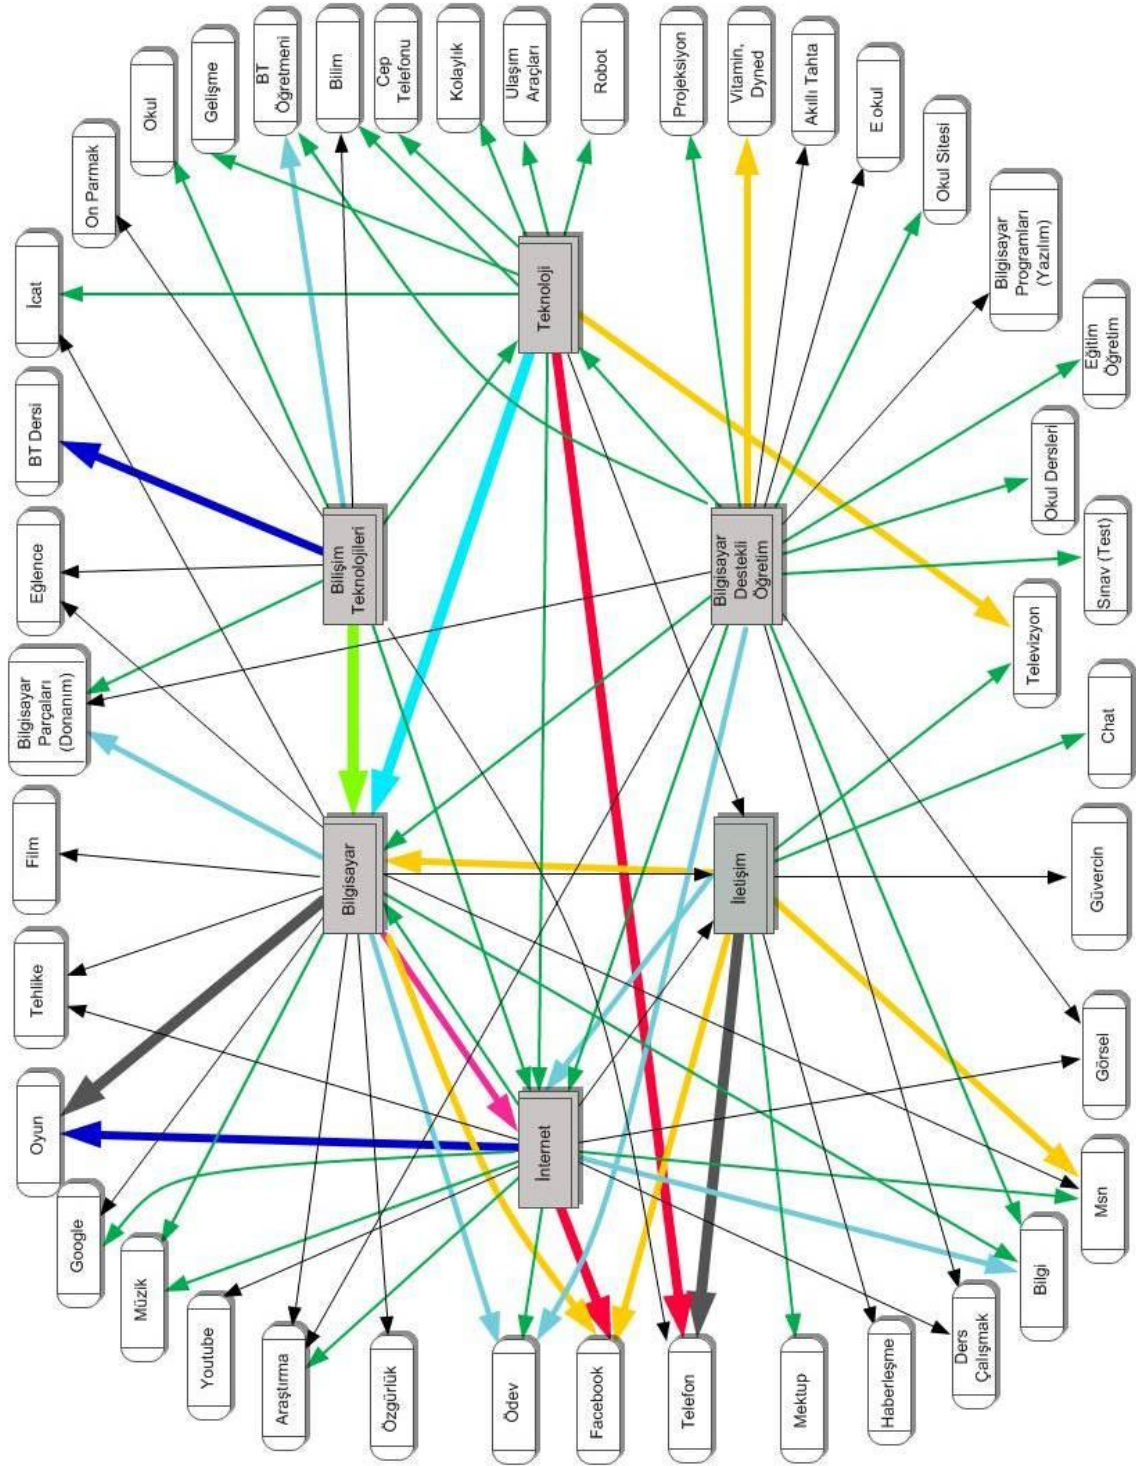 İcat
BT Dersi
Eğlence
Bilgisayar
Parçaları
(Donanım)
Film
Tehlike
Oyun
Google
Müzik
Youtube
Araştırma
Özgürlük
Ödev
Facebook
Telefon
Mektup
Haberleşme
Ders
Çalışmak
Bilgi
Msn
Görsel
Güvercin
Chat
Televizyon
Sınav (Test)
Okul Dersleri
Eğitim
Öğretim
Bilgisayar
Programları
(Yazılım)
Okul Sitesi
E okul
Akıllı Tahta
Vitamin,
Dyned
Projeksiyon
Robot
Ulaşım
Araçları
Kolaylık
Cep
Telefonu
Bilim
BT
Öğretmeni
Gelişme
Okul
On Parmak
Bilişim
Teknolojileri
Teknoloji
Bilgisayar
Bilgisayar
Destekli
Öğretim
İnternet
İletişim